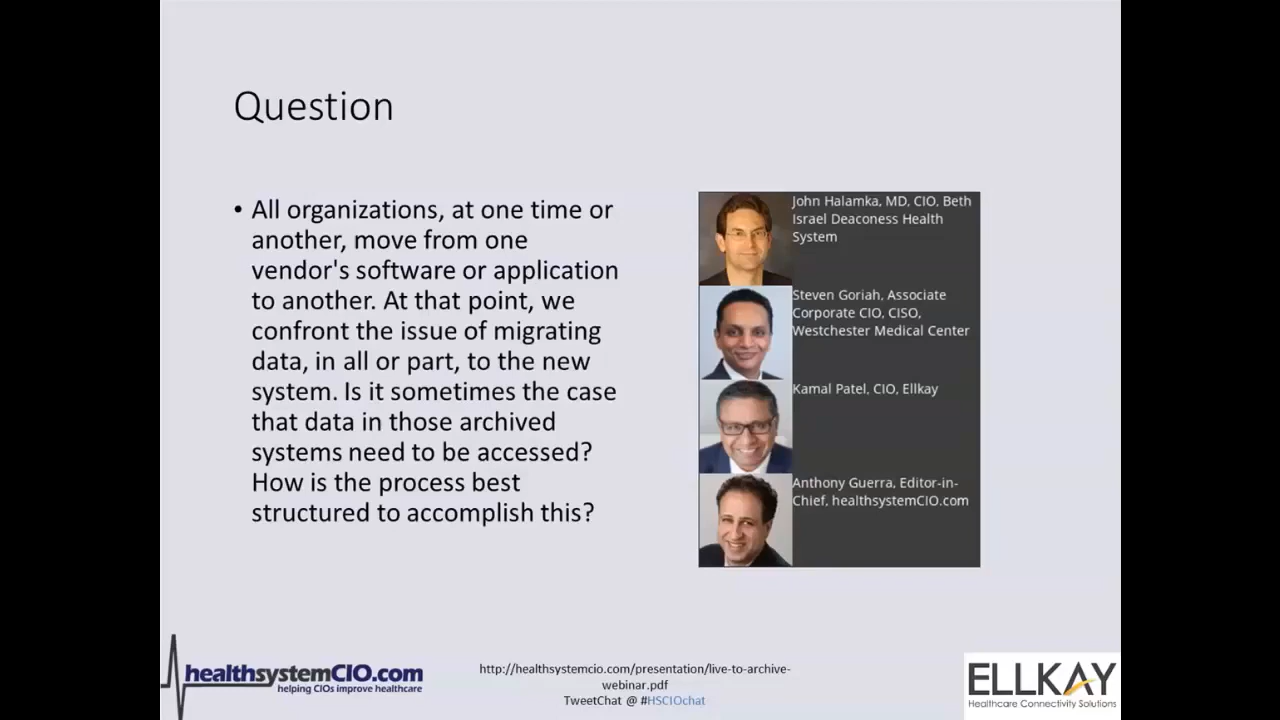 Question
• All organizations, at one time or
another, move from one
vendor's software or application
to another. At that point, we
confront the issue of migrating
data, in all or part, to the new
system. Is it sometimes the case
that data in those archived
systems need to be accessed?
How is the process best
structured to accomplish this?
John Halamka, MD, CIO, Beth
Israel Deaconess Health
System
Steven Goriah, Associate
Corporate CIO, CISO,
Westchester Medical Center
Kamal Patel, CIO, Ellkay
Anthony Guerra, Editor-in-
Chief, healthsystemCIO.com
healthsystemCIO.com
helping CIOs improve healthcare
http://healthsystemcio.com/presentation/live-to-archive-
webinar.pdf
TweetChat @ #HSCIOchat
ELLKAY
Healthcare Connectivity Solutions